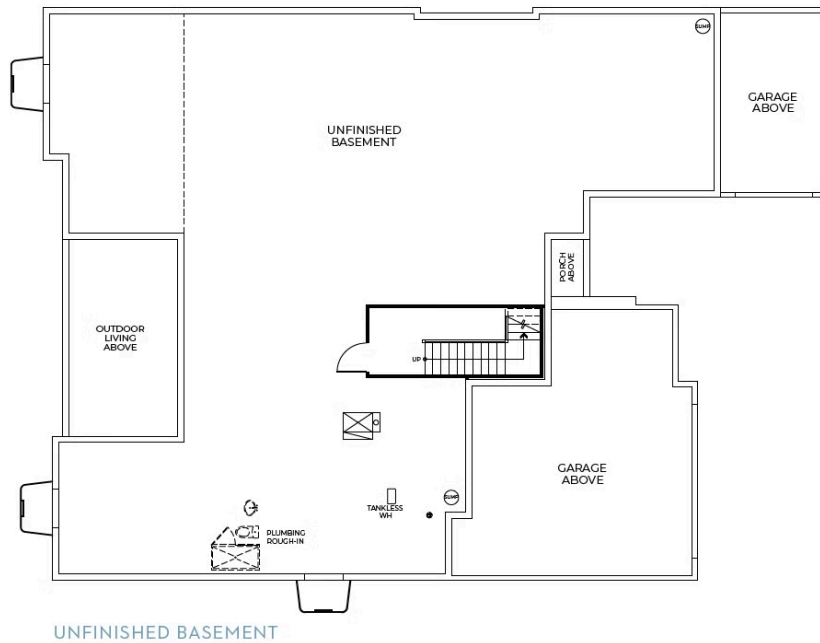 SUMP
GARAGE
ABOVE
UNFINISHED
BASEMENT
PORCH
ABOVE
OUTDOOR
LIVING
ABOVE
UP
GARAGE
ABOVE
SUMP
TANKLESS
WH
PLUMBING
ROUGH-IN
UNFINISHED BASEMENT